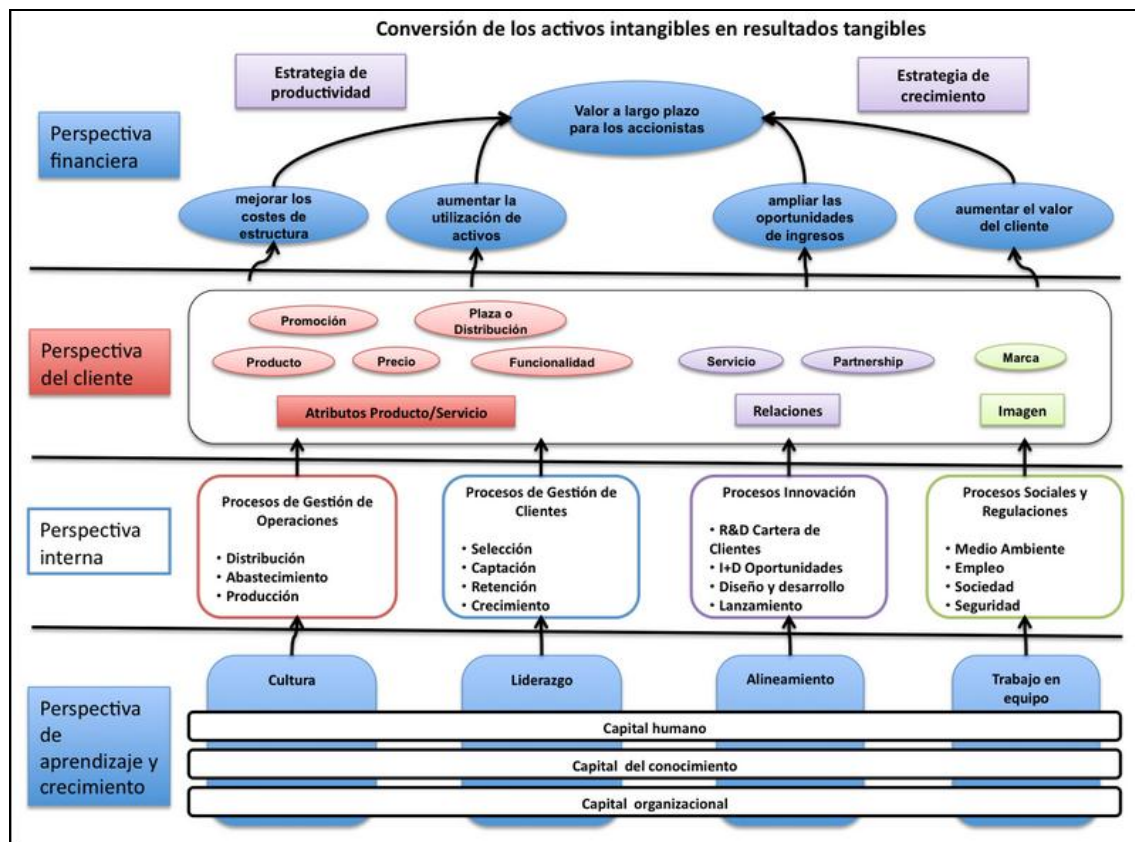 Conversión de los activos intangibles en resultados tangibles
Estrategia de
productividad
Estrategia de
crecimiento
Valor a largo plazo
para los accionistas
Perspectiva
financiera
mejorar los
costes de
estructura
aumentar la
utilización de
activos
ampliar las
oportunidades
de ingresos
aumentar el valor
del cliente
Perspectiva
del cliente
Promoción
Plaza o
Distribución
Producto
Precio
Funcionalidad
Servicio
Partnership
Marca
Atributos Producto/Servicio
Relaciones
Imagen
Perspectiva
interna
Procesos de Gestión de
Operaciones
• Distribución
• Abastecimiento
• Producción
Procesos de Gestión de
Clientes
• Selección
• Captación
• Retención
• Crecimiento
Procesos Innovación
• R&D Cartera de
Clientes
• I+D Oportunidades
• Diseño y desarrollo
• Lanzamiento
Procesos Sociales y
Regulaciones
• Medio Ambiente
• Empleo
• Sociedad
• Seguridad
Perspectiva
de
aprendizaje y
crecimiento
Cultura
Liderazgo
Alineamiento
Trabajo en
equipo
Capital humano
Capital del conocimiento
Capital organizacional